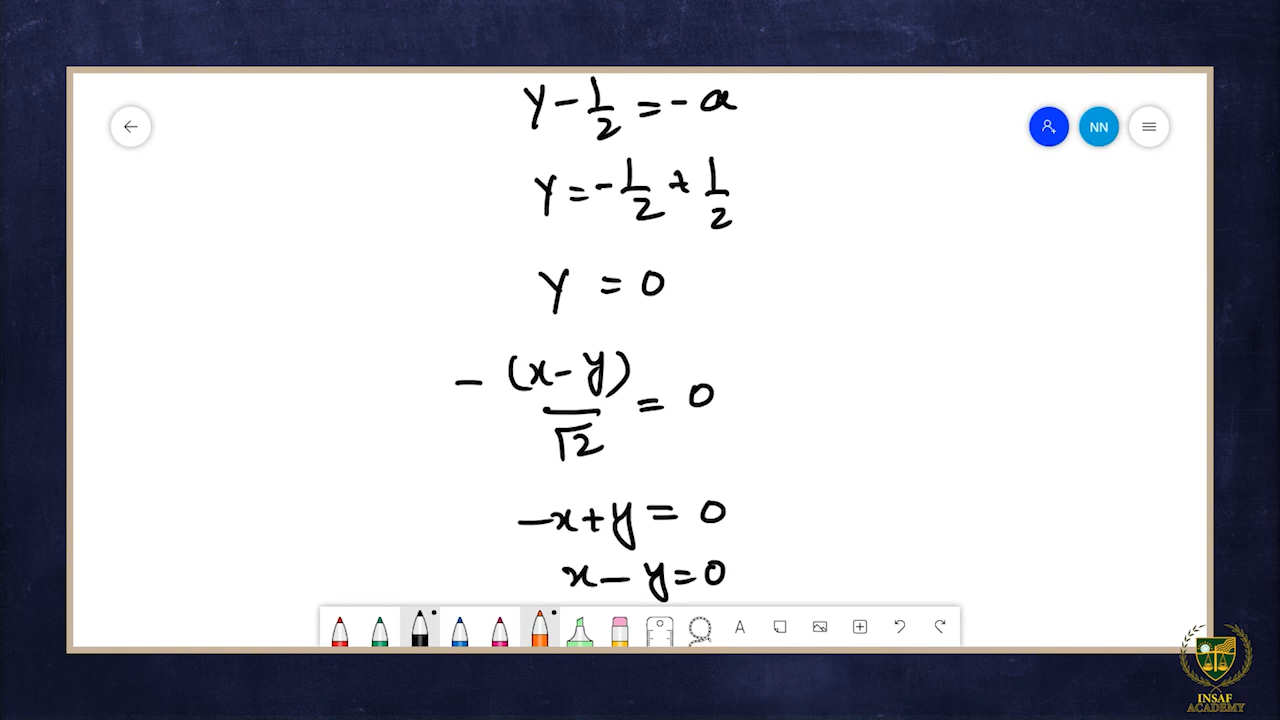 NN
Y - 1/2 = - a
Y = - 1/2 + 1/2
Y = 0
- (x - y)/√2 = 0
-x + y = 0
x - y = 0
A
INSAF
ACADEMY